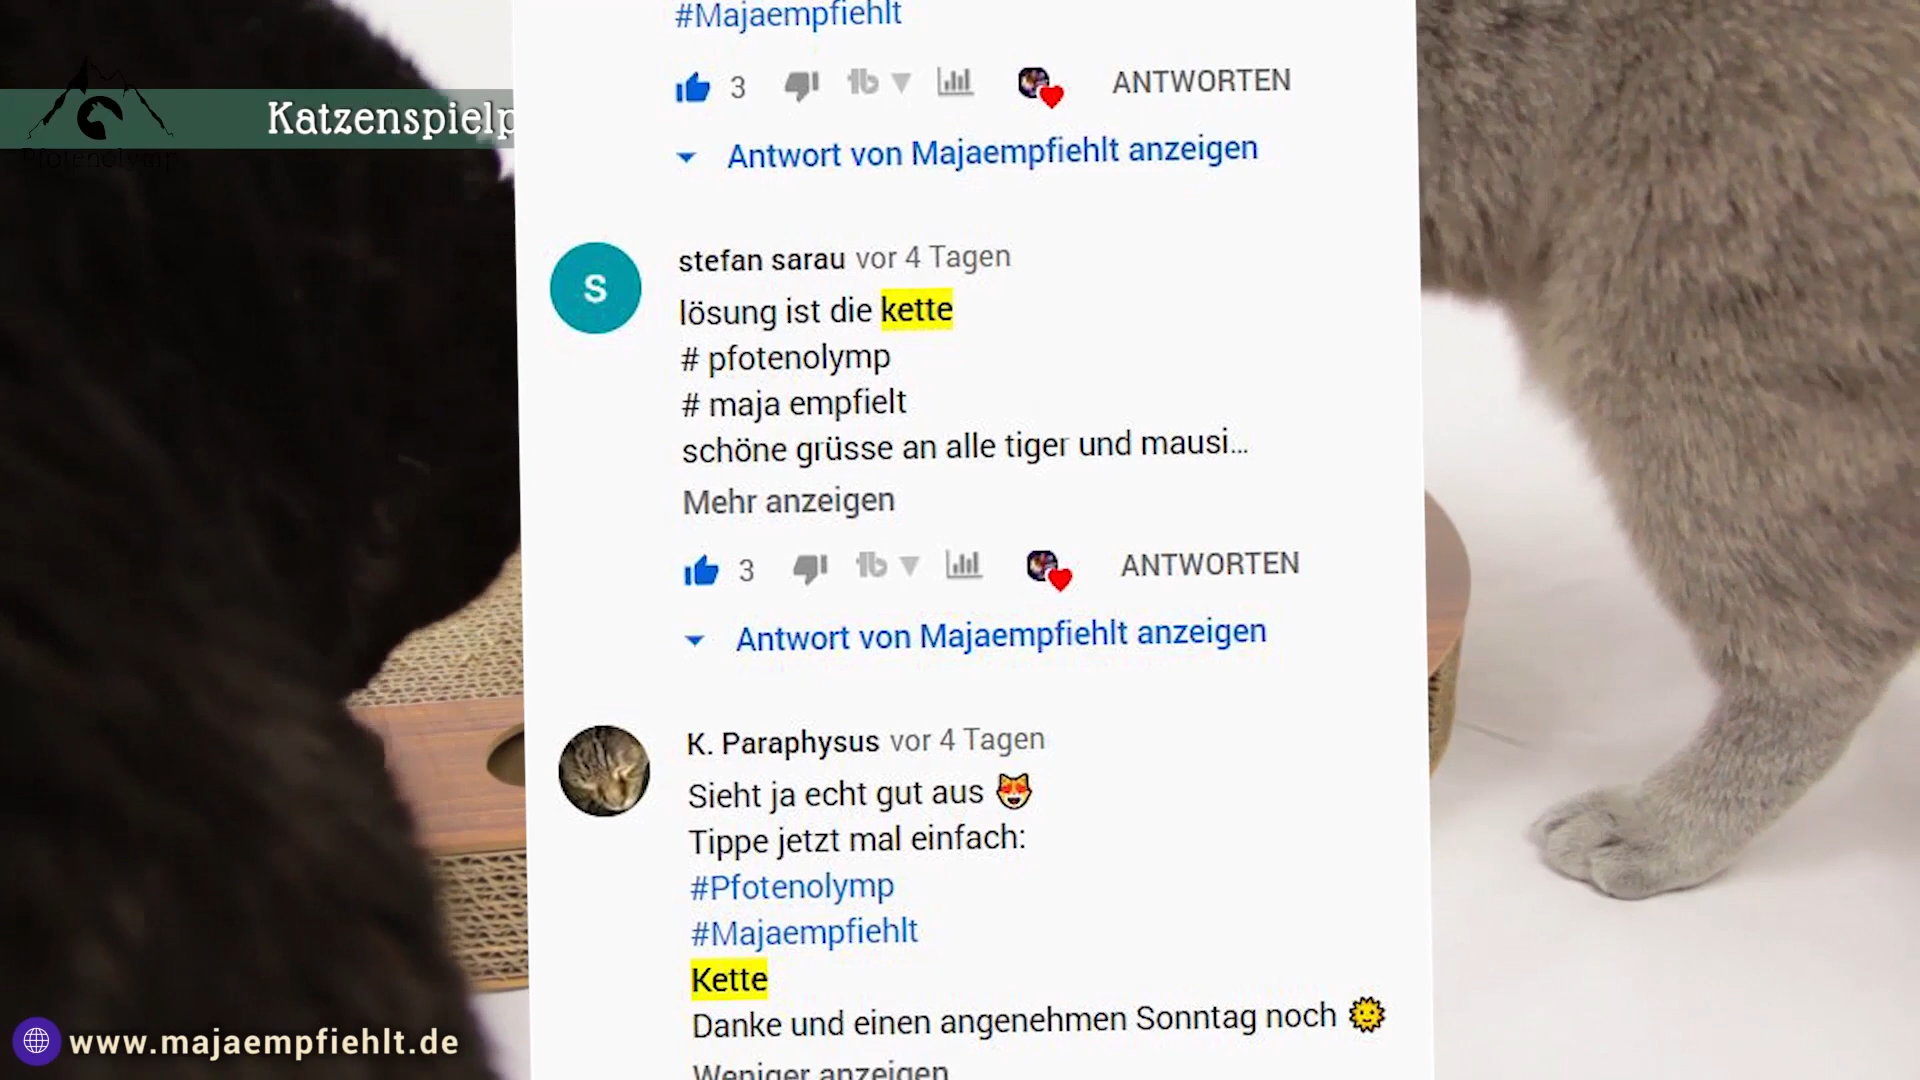 #Majaempfiehlt
3
ANTWORTEN
Antwort von Majaempfiehlt anzeigen
Pfotenolymp
Katzenspielp
S
stefan sarau vor 4 Tagen
lösung ist die kette
# pfotenolymp
# maja empfielt
schöne grüsse an alle tiger und mausi...
Mehr anzeigen
3
ANTWORTEN
Antwort von Majaempfiehlt anzeigen
K. Paraphysus vor 4 Tagen
Sieht ja echt gut aus 😻
Tippe jetzt mal einfach:
#Pfotenolymp
#Majaempfiehlt
Kette
Danke und einen angenehmen Sonntag noch 🌞
Weniger anzeigen
www.majaempfiehlt.de